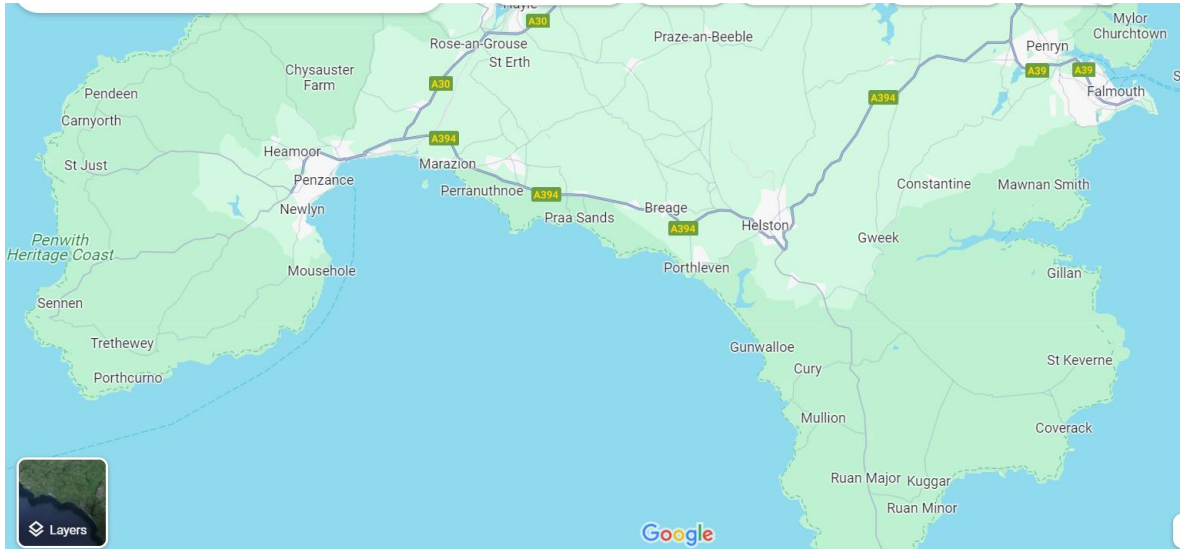 A30
Mylor
Churchtown
Rose-an-Grouse
Praze-an-Beeble
Penryn
St Erth
Chysauster
Farm
A39
A39
A30
Pendeen
A394
Falmouth
Carnyorth
A394
Heamoor
Marazion
St Just
Penzance
Perranuthnoe
A394
Constantine
Mawnan Smith
Newlyn
Praa Sands
Breage
A394
Helston
Penwith
Heritage Coast
Gweek
Mousehole
Porthleven
Gillan
Sennen
Trethewey
Gunwalloe
St Keverne
Porthcurno
Cury
Mullion
Coverack
Ruan Major
Kuggar
Ruan Minor
Layers
Google